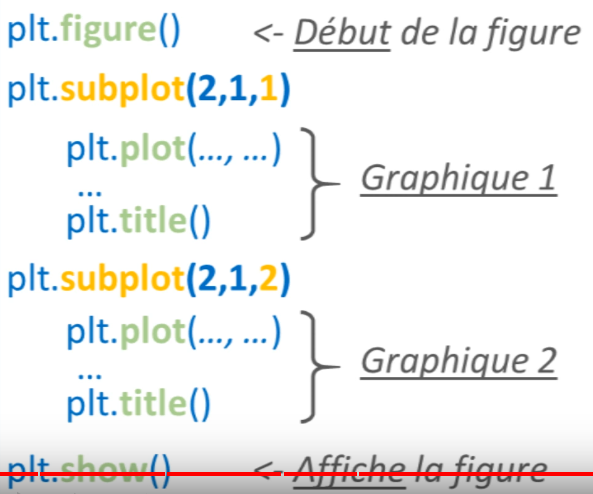 plt.figure() <- Début de la figure
plt.subplot(2,1,1)
plt.plot(..., ...)
...
plt.title()
Graphique 1
plt.subplot(2,1,2)
plt.plot(..., ...)
...
plt.title()
Graphique 2
plt.show() <- Affiche la figure